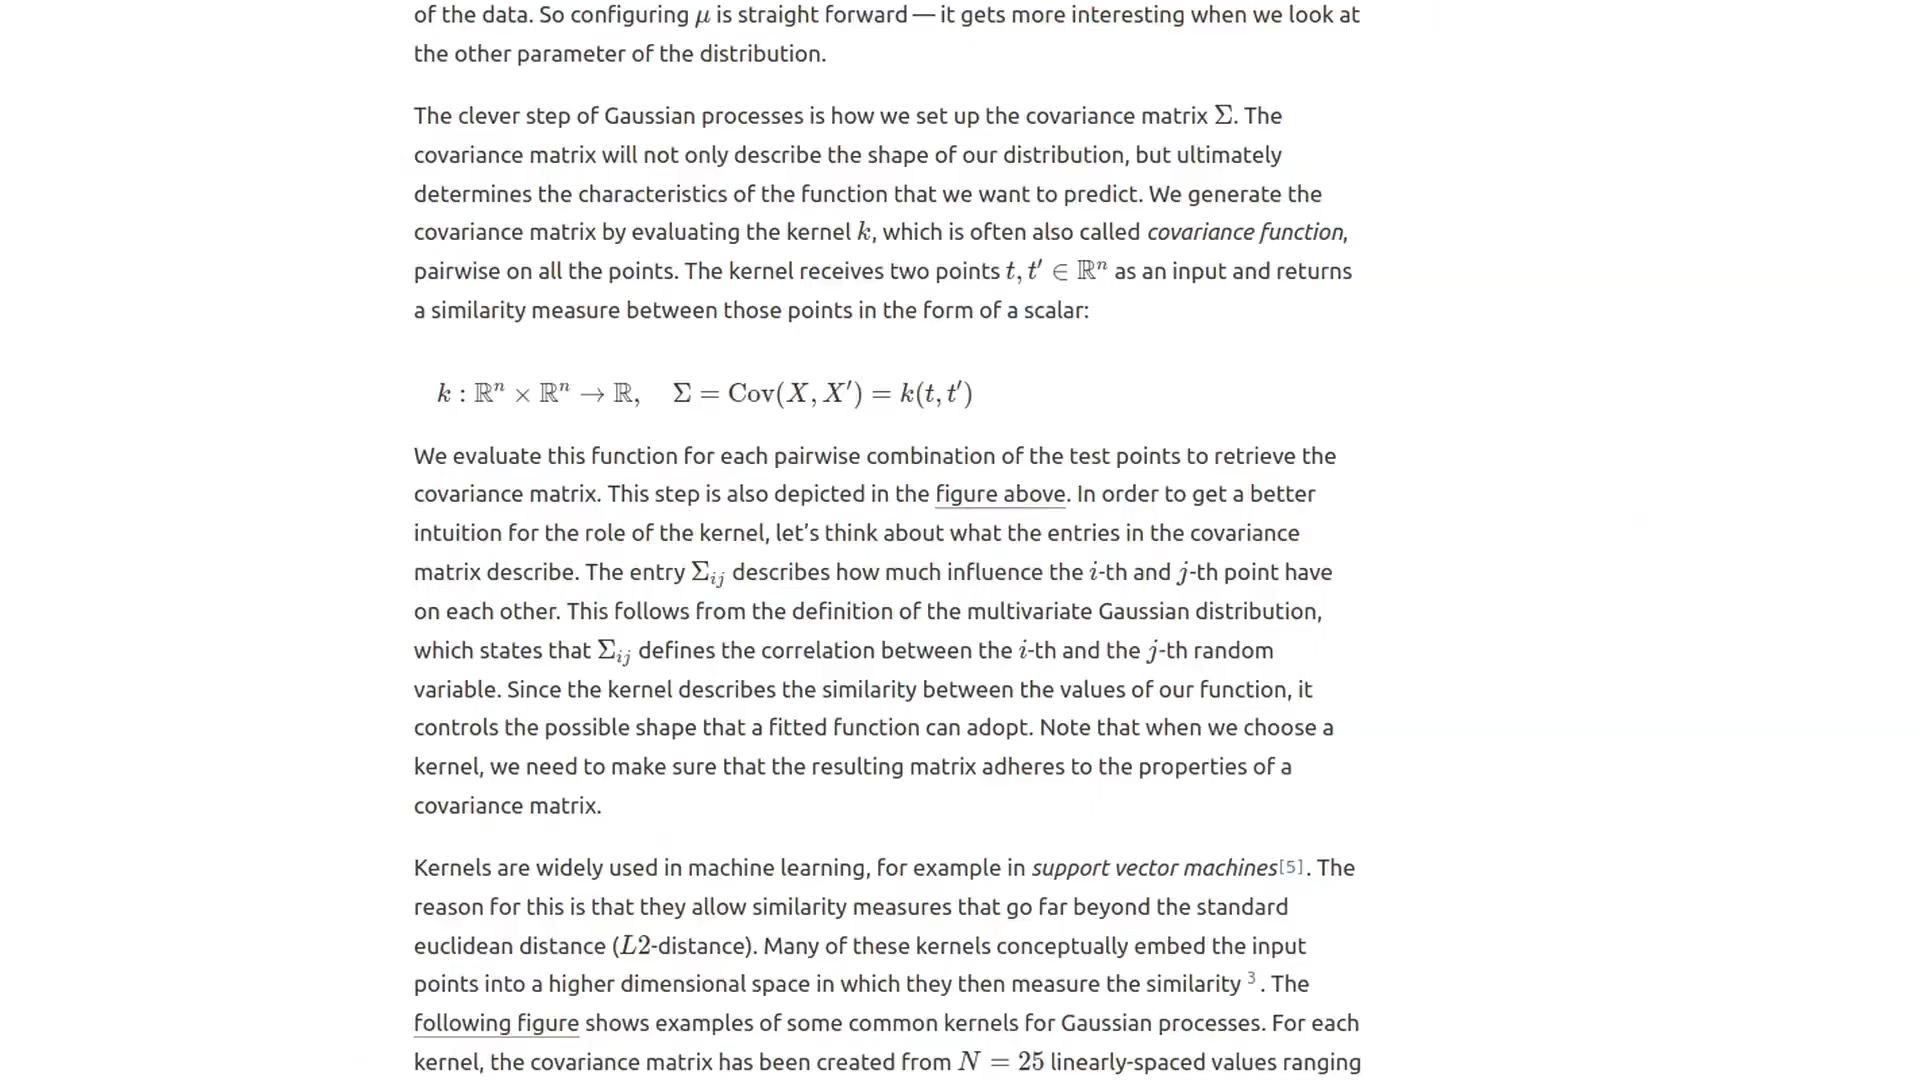 of the data. So configuring μ is straight forward — it gets more interesting when we look at
the other parameter of the distribution.
The clever step of Gaussian processes is how we set up the covariance matrix Σ. The
covariance matrix will not only describe the shape of our distribution, but ultimately
determines the characteristics of the function that we want to predict. We generate the
covariance matrix by evaluating the kernel k, which is often also called covariance function,
pairwise on all the points. The kernel receives two points t, t′ ∈ ℝⁿ as an input and returns
a similarity measure between those points in the form of a scalar:
k : ℝⁿ × ℝⁿ → ℝ, Σ = Cov(X, X′) = k(t, t′)
We evaluate this function for each pairwise combination of the test points to retrieve the
covariance matrix. This step is also depicted in the figure above. In order to get a better
intuition for the role of the kernel, let’s think about what the entries in the covariance
matrix describe. The entry Σᵢⱼ describes how much influence the i-th and j-th point have
on each other. This follows from the definition of the multivariate Gaussian distribution,
which states that Σᵢⱼ defines the correlation between the i-th and the j-th random
variable. Since the kernel describes the similarity between the values of our function, it
controls the possible shape that a fitted function can adopt. Note that when we choose a
kernel, we need to make sure that the resulting matrix adheres to the properties of a
covariance matrix.
Kernels are widely used in machine learning, for example in support vector machines[5]. The
reason for this is that they allow similarity measures that go far beyond the standard
euclidean distance (L2-distance). Many of these kernels conceptually embed the input
points into a higher dimensional space in which they then measure the similarity ³. The
following figure shows examples of some common kernels for Gaussian processes. For each
kernel, the covariance matrix has been created from N = 25 linearly-spaced values ranging